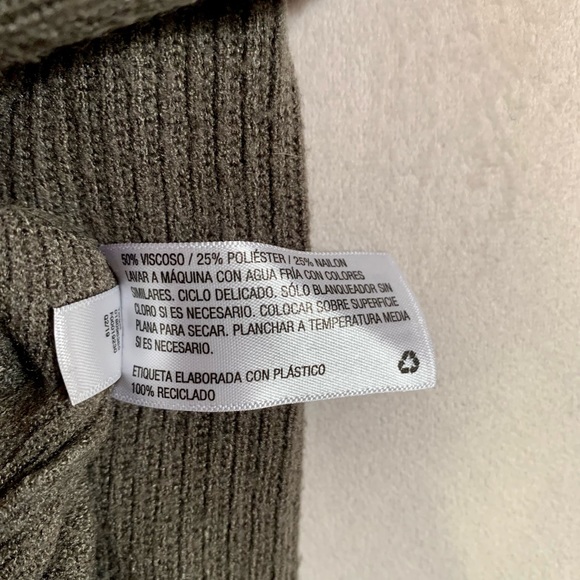 50% VISCOSO / 25% POLIÉSTER / 25% NAILON
LAVAR A MÁQUINA CON AGUA FRÍA CON COLORES
SIMILARES. CICLO DELICADO. SÓLO BLANQUEADOR SIN
CLORO SI ES NECESARIO. COLOCAR SOBRE SUPERFICIE
PLANA PARA SECAR. PLANCHAR A TEMPERATURA MEDIA
SI ES NECESARIO.
ETIQUETA ELABORADA CON PLÁSTICO
100% RECICLADO
02/19